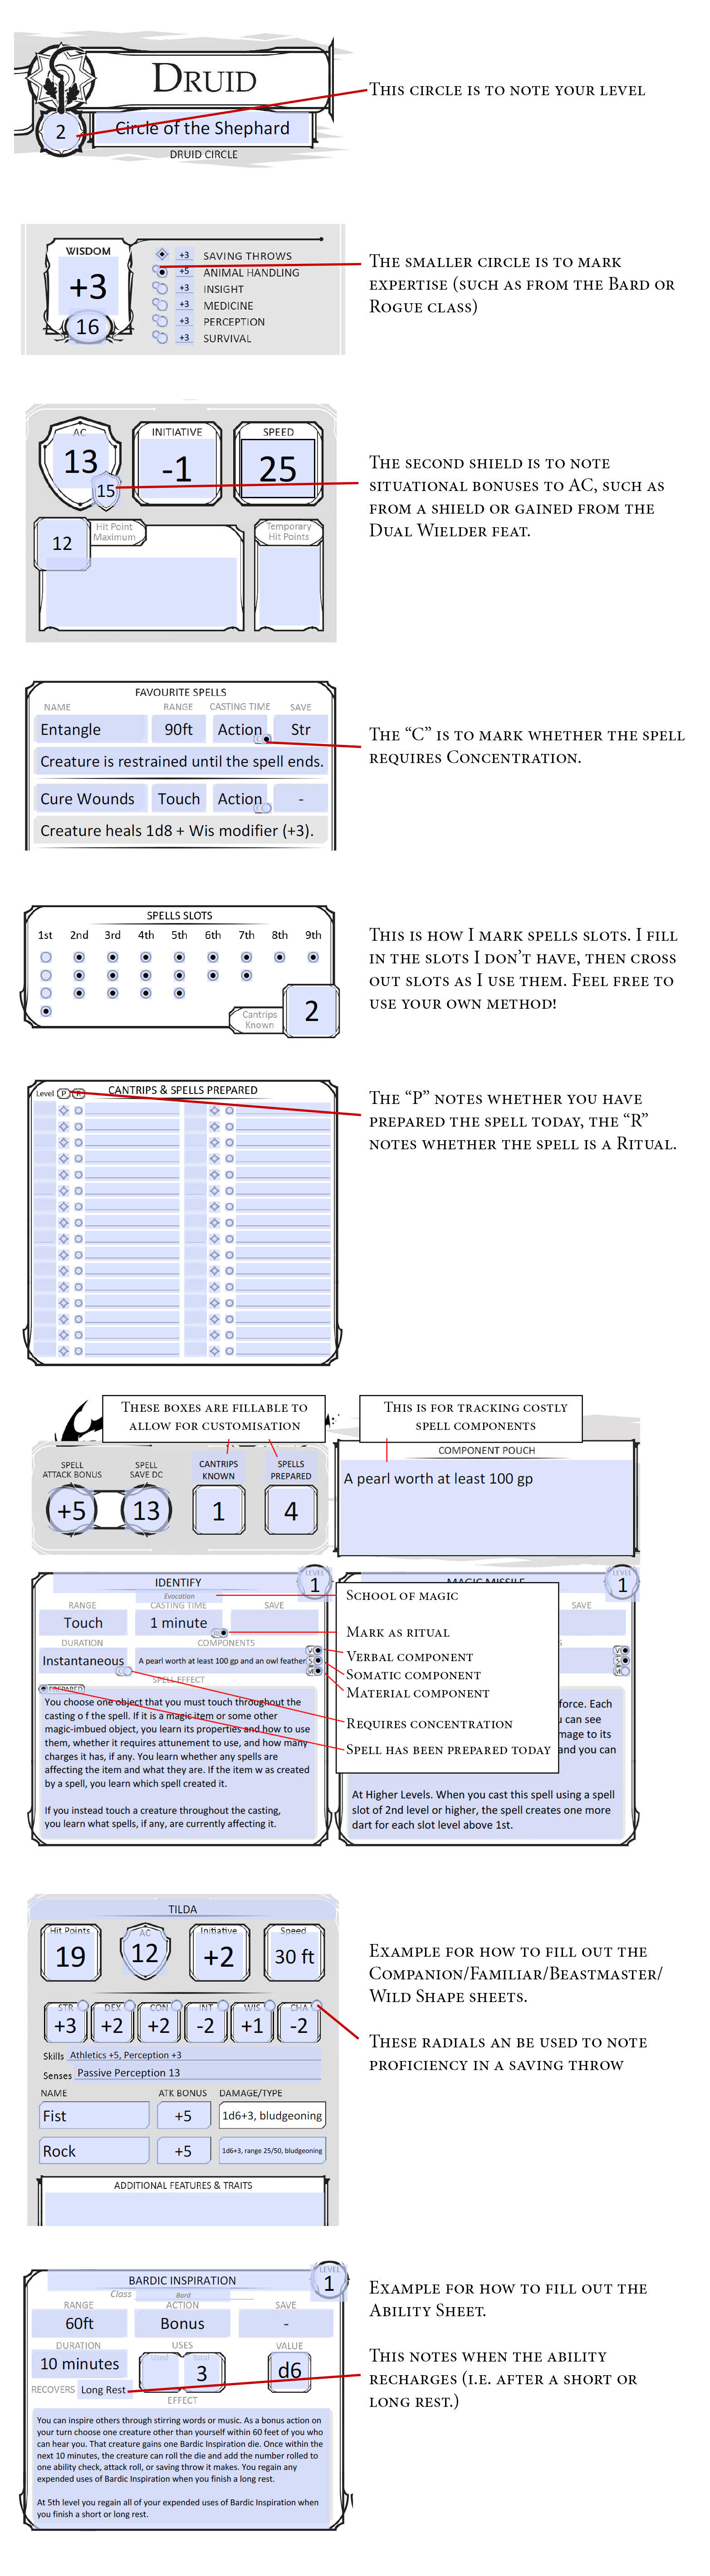 Druid
2
Circle of the Shephard
DRUID CIRCLE
This circle is to note your level
WISDOM
+3
16
+3 SAVING THROWS
+5 ANIMAL HANDLING
+3 INSIGHT
+3 MEDICINE
+3 PERCEPTION
+3 SURVIVAL
The smaller circle is to mark
expertise (such as from the Bard or
Rogue class)
AC
13
15
INITIATIVE
-1
SPEED
25
12
Hit Point
Maximum
Temporary
Hit Points
The second shield is to note
situational bonuses to AC, such as
from a shield or gained from the
Dual Wielder feat.
FAVOURITE SPELLS
NAME RANGE CASTING TIME SAVE
Entangle 90ft Action Str
Creature is restrained until the spell ends.
Cure Wounds Touch Action -
Creature heals 1d8 + Wis modifier (+3).
The “C” is to mark whether the spell
requires Concentration.
SPELLS SLOTS
1st 2nd 3rd 4th 5th 6th 7th 8th 9th
Cantrips
Known
2
This is how I mark spells slots. I fill
in the slots I don’t have, then cross
out slots as I use them. Feel free to
use your own method!
Level P R CANTRIPS & SPELLS PREPARED
The “P” notes whether you have
prepared the spell today, the “R”
notes whether the spell is a Ritual.
These boxes are fillable to
allow for customisation
This is for tracking costly
spell components
SPELL
ATTACK BONUS
+5
SPELL
SAVE DC
13
CANTRIPS
KNOWN
1
SPELLS
PREPARED
4
COMPONENT POUCH
A pearl worth at least 100 gp
IDENTIFY
LEVEL
1
Evocation
RANGE CASTING TIME SAVE
Touch 1 minute
DURATION COMPONENTS
Instantaneous A pearl worth at least 100 gp and an owl feather
V
S
M
PREPARED
SPELL EFFECT
You choose one object that you must touch throughout the
casting o f the spell. If it is a magic item or some other
magic-imbued object, you learn its properties and how to use
them, whether it requires attunement to use, and how many
charges it has, if any. You learn whether any spells are
affecting the item and what they are. If the item w as created
by a spell, you learn which spell created it.
If you instead touch a creature throughout the casting,
you learn what spells, if any, are currently affecting it.
MAGIC MISSILE
LEVEL
1
SAVE
School of magic
Mark as ritual
Verbal component
Somatic component
Material component
Requires concentration
Spell has been prepared today
force. Each
can see
mage to its
and you can
At Higher Levels. When you cast this spell using a spell
slot of 2nd level or higher, the spell creates one more
dart for each slot level above 1st.
TILDA
Hit Points
19
AC
12
Initiative
+2
Speed
30 ft
STR DEX CON INT WIS CHA
+3 +2 +2 -2 +1 -2
Skills Athletics +5, Perception +3
Senses Passive Perception 13
NAME ATK BONUS DAMAGE/TYPE
Fist +5 1d6+3, bludgeoning
Rock +5 1d6+3, range 25/50, bludgeoning
ADDITIONAL FEATURES & TRAITS
Example for how to fill out the
Companion/Familiar/Beastmaster/
Wild Shape sheets.
These radials an be used to note
proficiency in a saving throw
BARDIC INSPIRATION
LEVEL
1
Class Bard
RANGE ACTION SAVE
60ft Bonus -
DURATION USES VALUE
10 minutes
Used
Total
3
d6
RECOVERS Long Rest
EFFECT
You can inspire others through stirring words or music. As a bonus action on
your turn choose one creature other than yourself within 60 feet of you who
can hear you. That creature gains one Bardic Inspiration die. Once within the
next 10 minutes, the creature can roll the die and add the number rolled to
one ability check, attack roll, or saving throw it makes. You regain any
expended uses of Bardic Inspiration when you finish a long rest.
At 5th level you regain all of your expended uses of Bardic Inspiration when
you finish a short or long rest.
Example for how to fill out the
Ability Sheet.
This notes when the ability
recharges (i.e. after a short or
long rest.)